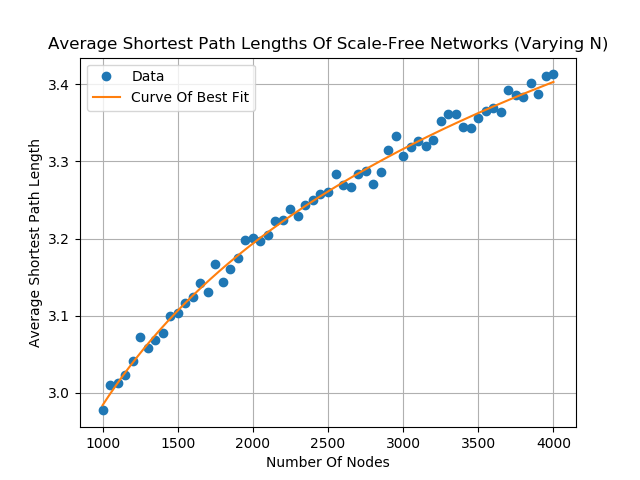 Average Shortest Path Lengths Of Scale-Free Networks (Varying N)
Data
Curve Of Best Fit
Average Shortest Path Length
3.4
3.3
3.2
3.1
3.0
1000 1500 2000 2500 3000 3500 4000
Number Of Nodes